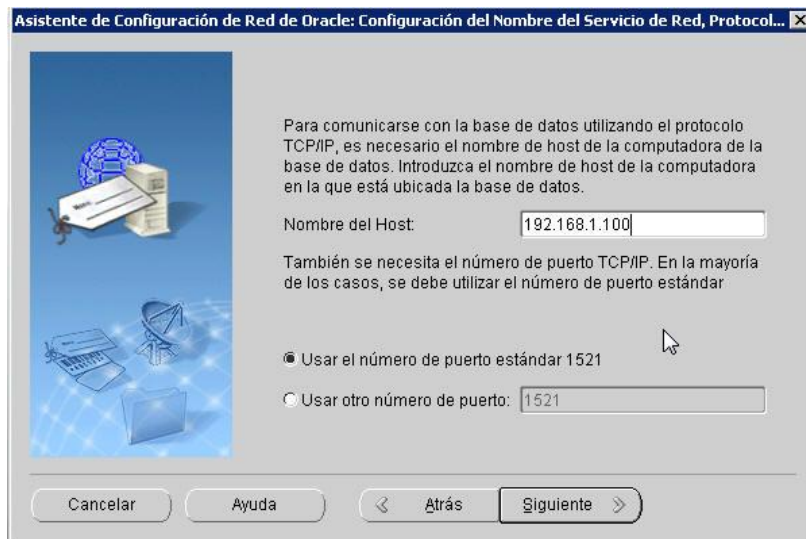 Asistente de Configuración de Red de Oracle: Configuración del Nombre del Servicio de Red, Protocol...
Para comunicarse con la base de datos utilizando el protocolo
TCP/IP, es necesario el nombre de host de la computadora de la
base de datos. Introduzca el nombre de host de la computadora
en la que está ubicada la base de datos.
Nombre del Host: 192.168.1.100
También se necesita el número de puerto TCP/IP. En la mayoría
de los casos, se debe utilizar el número de puerto estándar
Usar el número de puerto estándar 1521
Usar otro número de puerto: 1521
Cancelar Ayuda Atrás Siguiente